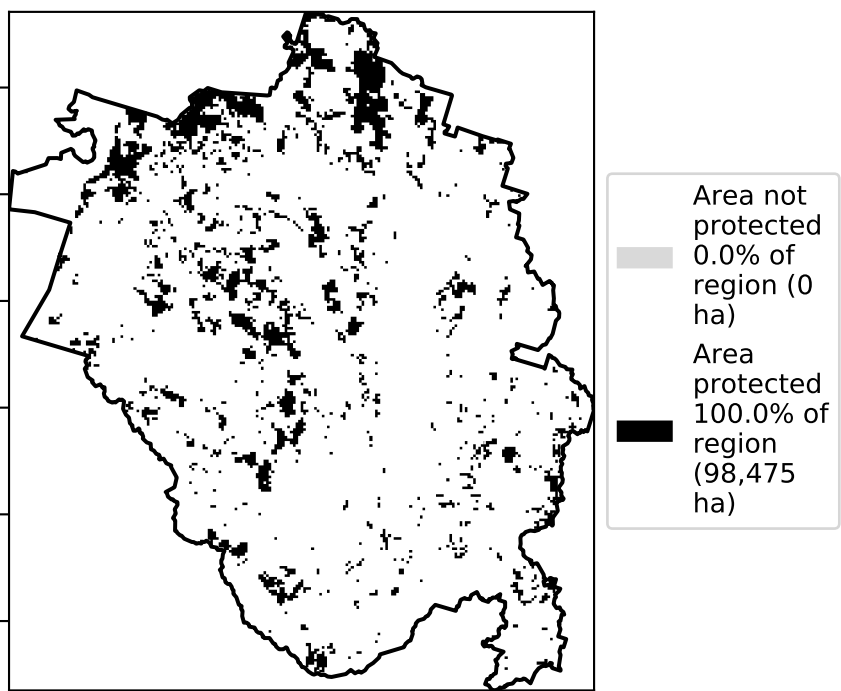 Area not
protected
0.0% of
region (0
ha)
Area
protected
100.0% of
region
(98,475
ha)